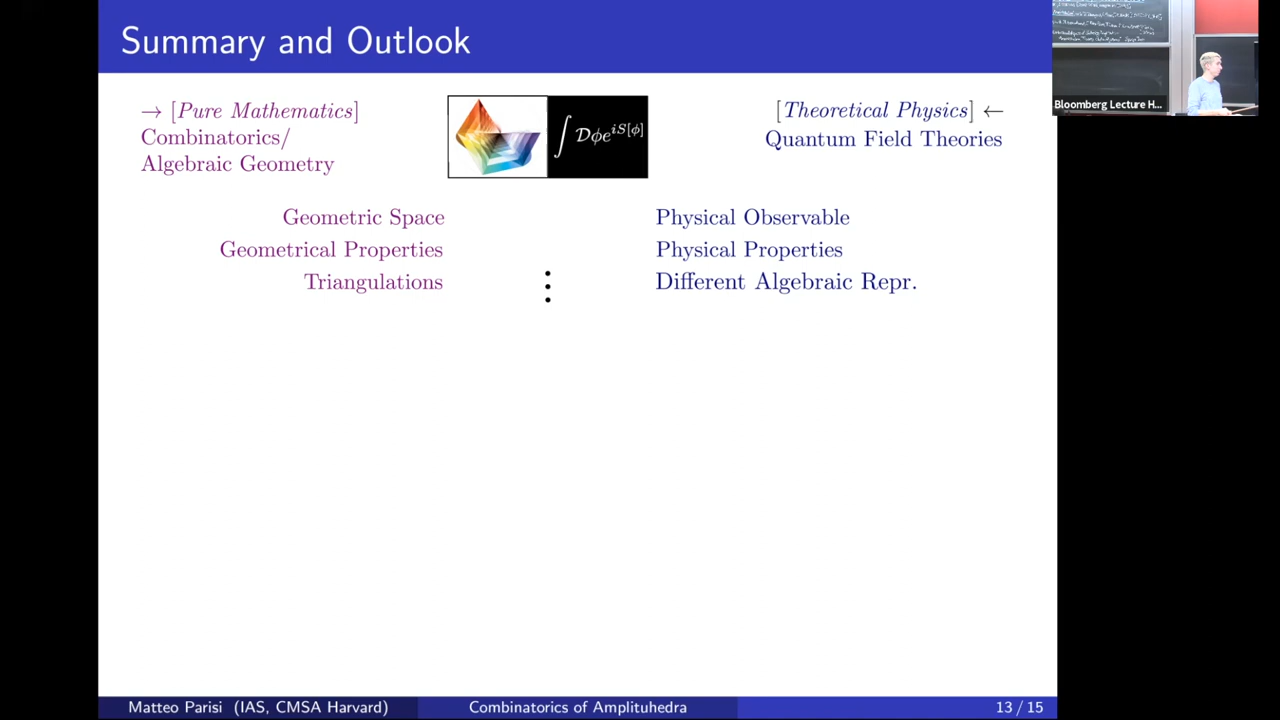 Summary and Outlook
→ [Pure Mathematics]
Combinatorics/
Algebraic Geometry
∫ 𝒟ϕe^{iS[ϕ]}
[Theoretical Physics] ←
Quantum Field Theories
Geometric Space Physical Observable
Geometrical Properties Physical Properties
Triangulations ⋮ Different Algebraic Repr.
Bloomberg Lecture H...
Matteo Parisi (IAS, CMSA Harvard) Combinatorics of Amplituhedra 13 / 15